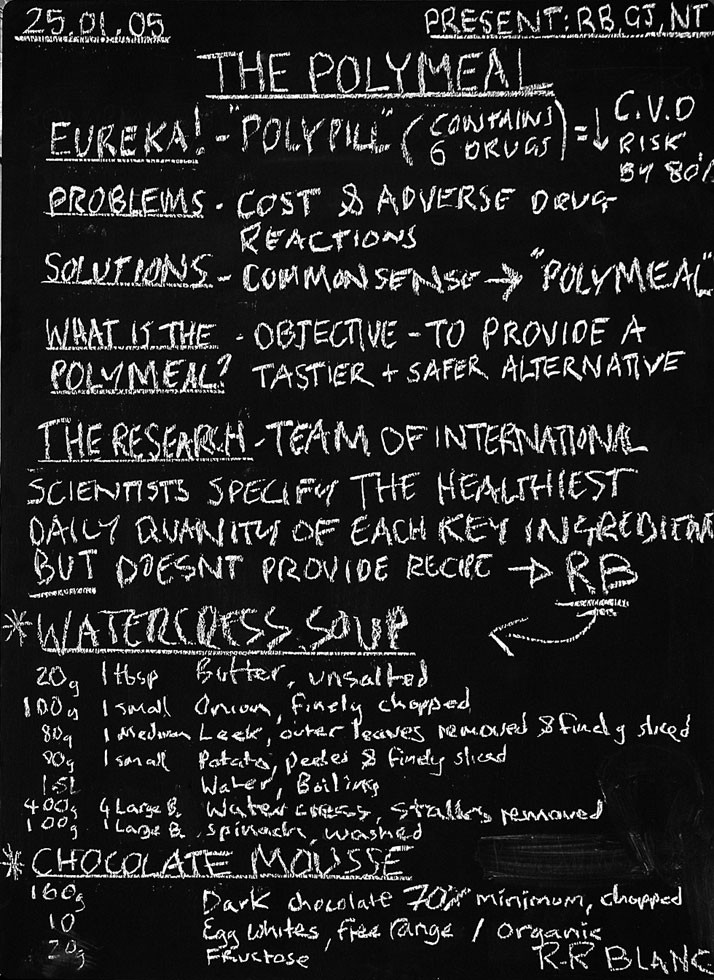 25.01.05
PRESENT: RB, GJ, NT
THE POLYMEAL
EUREKA! - "POLYPILL" (CONTAINS 6 DRUGS) = ↓ C.V.D RISK BY 80%
PROBLEMS - COST & ADVERSE DRUG
REACTIONS
SOLUTIONS - COMMONSENSE → "POLYMEAL"
WHAT IS THE - OBJECTIVE - TO PROVIDE A
POLYMEAL? TASTIER + SAFER ALTERNATIVE
THE RESEARCH - TEAM OF INTERNATIONAL
SCIENTISTS SPECIFY THE HEALTHIEST
DAILY QUANTITY OF EACH KEY INGREDIENT
BUT DOESNT PROVIDE RECIPE → RB
* WATERCRESS SOUP
20g 1 tbsp Butter, unsalted
100g 1 small Onion, finely chopped
80g 1 Medium Leek, outer leaves removed & finely sliced
90g 1 small Potato, peeled & finely sliced
1.5L Water, Boiling
400g 4 Large B. Watercress, stalks removed
100g 1 Large B. Spinach, washed
* CHOCOLATE MOUSSE
160g Dark chocolate 70% minimum, chopped
10 Egg whites, free range / organic
20g Fructose
R-R BLANC